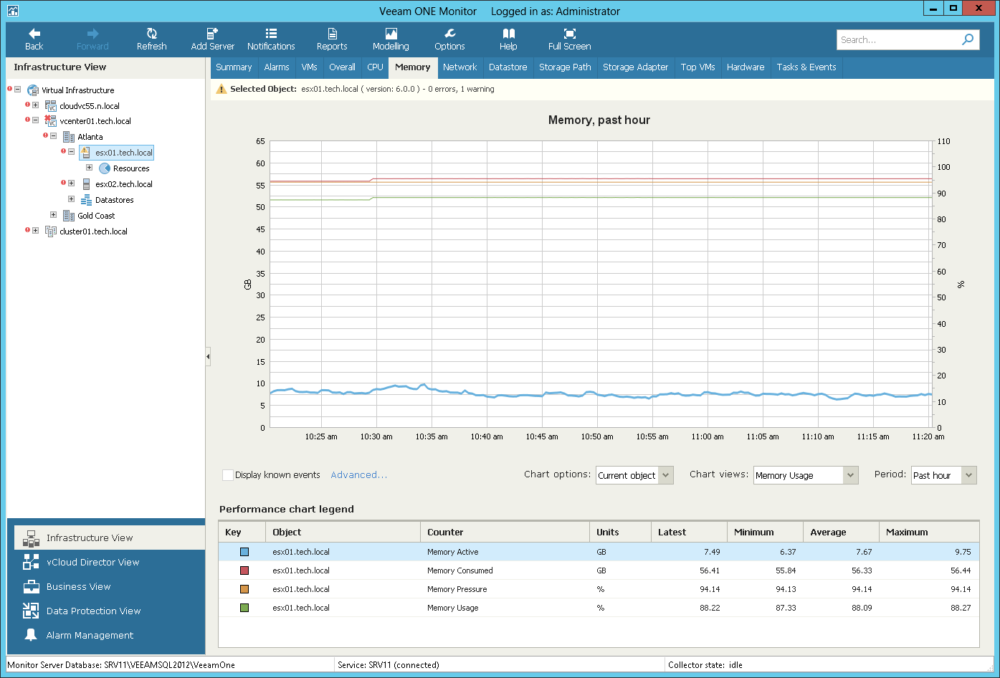 Veeam ONE Monitor Logged in as: Administrator
Back Forward Refresh Add Server Notifications Reports Modelling Options Help Full Screen Search...
Infrastructure View
Summary Alarms VMs Overall CPU Memory Network Datastore Storage Path Storage Adapter Top VMs Hardware Tasks & Events
Selected Object: esx01.tech.local ( version: 6.0.0 ) - 0 errors, 1 warning
Virtual Infrastructure
cloudvc55.n.local
vcenter01.tech.local
Atlanta
esx01.tech.local
Resources
esx02.tech.local
Datastores
Gold Coast
cluster01.tech.local
Memory, past hour
65
60
55
50
45
40
35
30
25
20
15
10
5
0
GB
110
100
90
80
70
60
50
40
30
20
10
0
%
10:25 am 10:30 am 10:35 am 10:40 am 10:45 am 10:50 am 10:55 am 11:00 am 11:05 am 11:10 am 11:15 am 11:20 am
Display known events Advanced... Chart options: Current object Chart views: Memory Usage Period: Past hour
Performance chart legend
Key Object Counter Units Latest Minimum Average Maximum
esx01.tech.local Memory Active GB 7.49 6.37 7.67 9.75
esx01.tech.local Memory Consumed GB 56.41 55.84 56.33 56.44
esx01.tech.local Memory Pressure % 94.14 94.13 94.14 94.14
esx01.tech.local Memory Usage % 88.22 87.33 88.09 88.27
Infrastructure View
vCloud Director View
Business View
Data Protection View
Alarm Management
Monitor Server Database: SRV11\VEEAMSQL2012\VeeamOne Service: SRV11 (connected) Collector state: idle